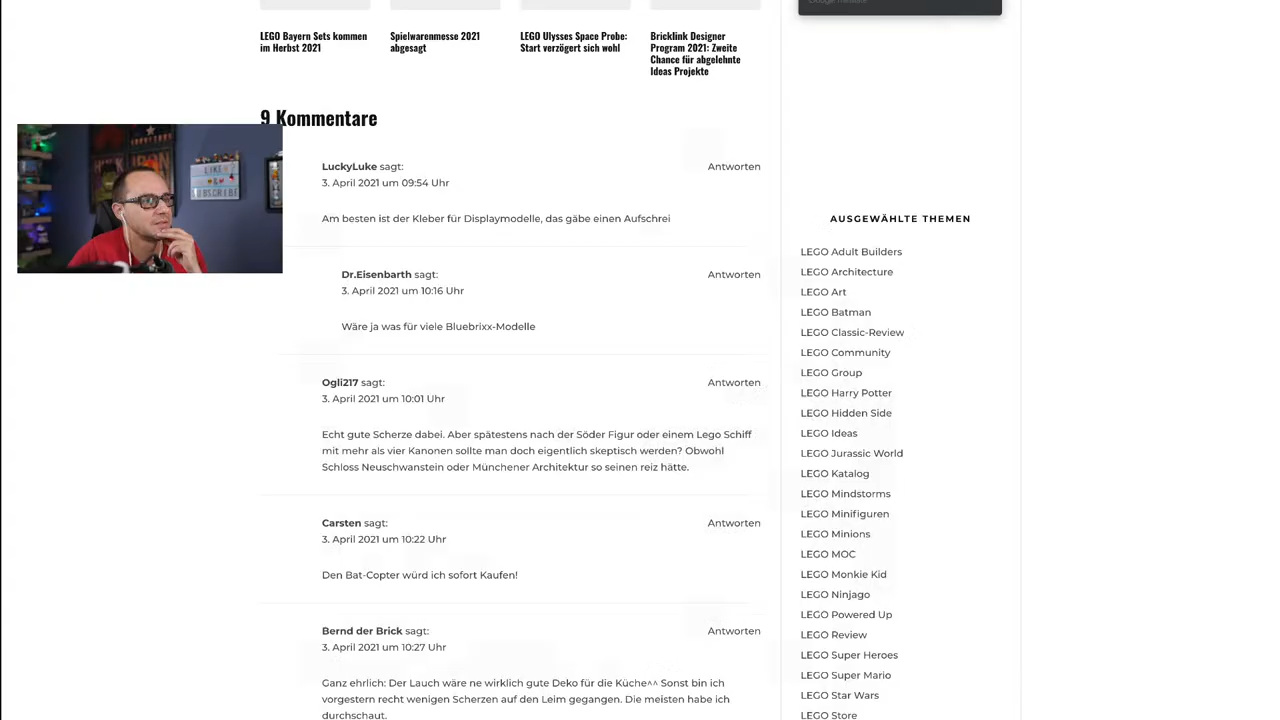 LEGO Bayern Sets kommen
im Herbst 2021
Spielwarenmesse 2021
abgesagt
LEGO Ulysses Space Probe:
Start verzögert sich wohl
Bricklink Designer
Program 2021: Zweite
Chance für abgelehnte
Ideas Projekte
9 Kommentare
LIKE
SBSCRIBE
LuckyLuke sagt:
Antworten
3. April 2021 um 09:54 Uhr
Am besten ist der Kleber für Displaymodelle, das gäbe einen Aufschrei
Dr.Eisenbarth sagt:
Antworten
3. April 2021 um 10:16 Uhr
Wäre ja was für viele Bluebrixx-Modelle
Ogli217 sagt:
Antworten
3. April 2021 um 10:01 Uhr
Echt gute Scherze dabei. Aber spätestens nach der Söder Figur oder einem Lego Schiff
mit mehr als vier Kanonen sollte man doch eigentlich skeptisch werden? Obwohl
Schloss Neuschwanstein oder Münchener Architektur so seinen reiz hätte.
Carsten sagt:
Antworten
3. April 2021 um 10:22 Uhr
Den Bat-Copter würd ich sofort Kaufen!
Bernd der Brick sagt:
Antworten
3. April 2021 um 10:27 Uhr
Ganz ehrlich: Der Lauch wäre ne wirklich gute Deko für die Küche^^ Sonst bin ich
vorgestern recht wenigen Scherzen auf den Leim gegangen. Die meisten habe ich
durchschaut.
AUSGEWÄHLTE THEMEN
LEGO Adult Builders
LEGO Architecture
LEGO Art
LEGO Batman
LEGO Classic-Review
LEGO Community
LEGO Group
LEGO Harry Potter
LEGO Hidden Side
LEGO Ideas
LEGO Jurassic World
LEGO Katalog
LEGO Mindstorms
LEGO Minifiguren
LEGO Minions
LEGO MOC
LEGO Monkie Kid
LEGO Ninjago
LEGO Powered Up
LEGO Review
LEGO Super Heroes
LEGO Super Mario
LEGO Star Wars
LEGO Store